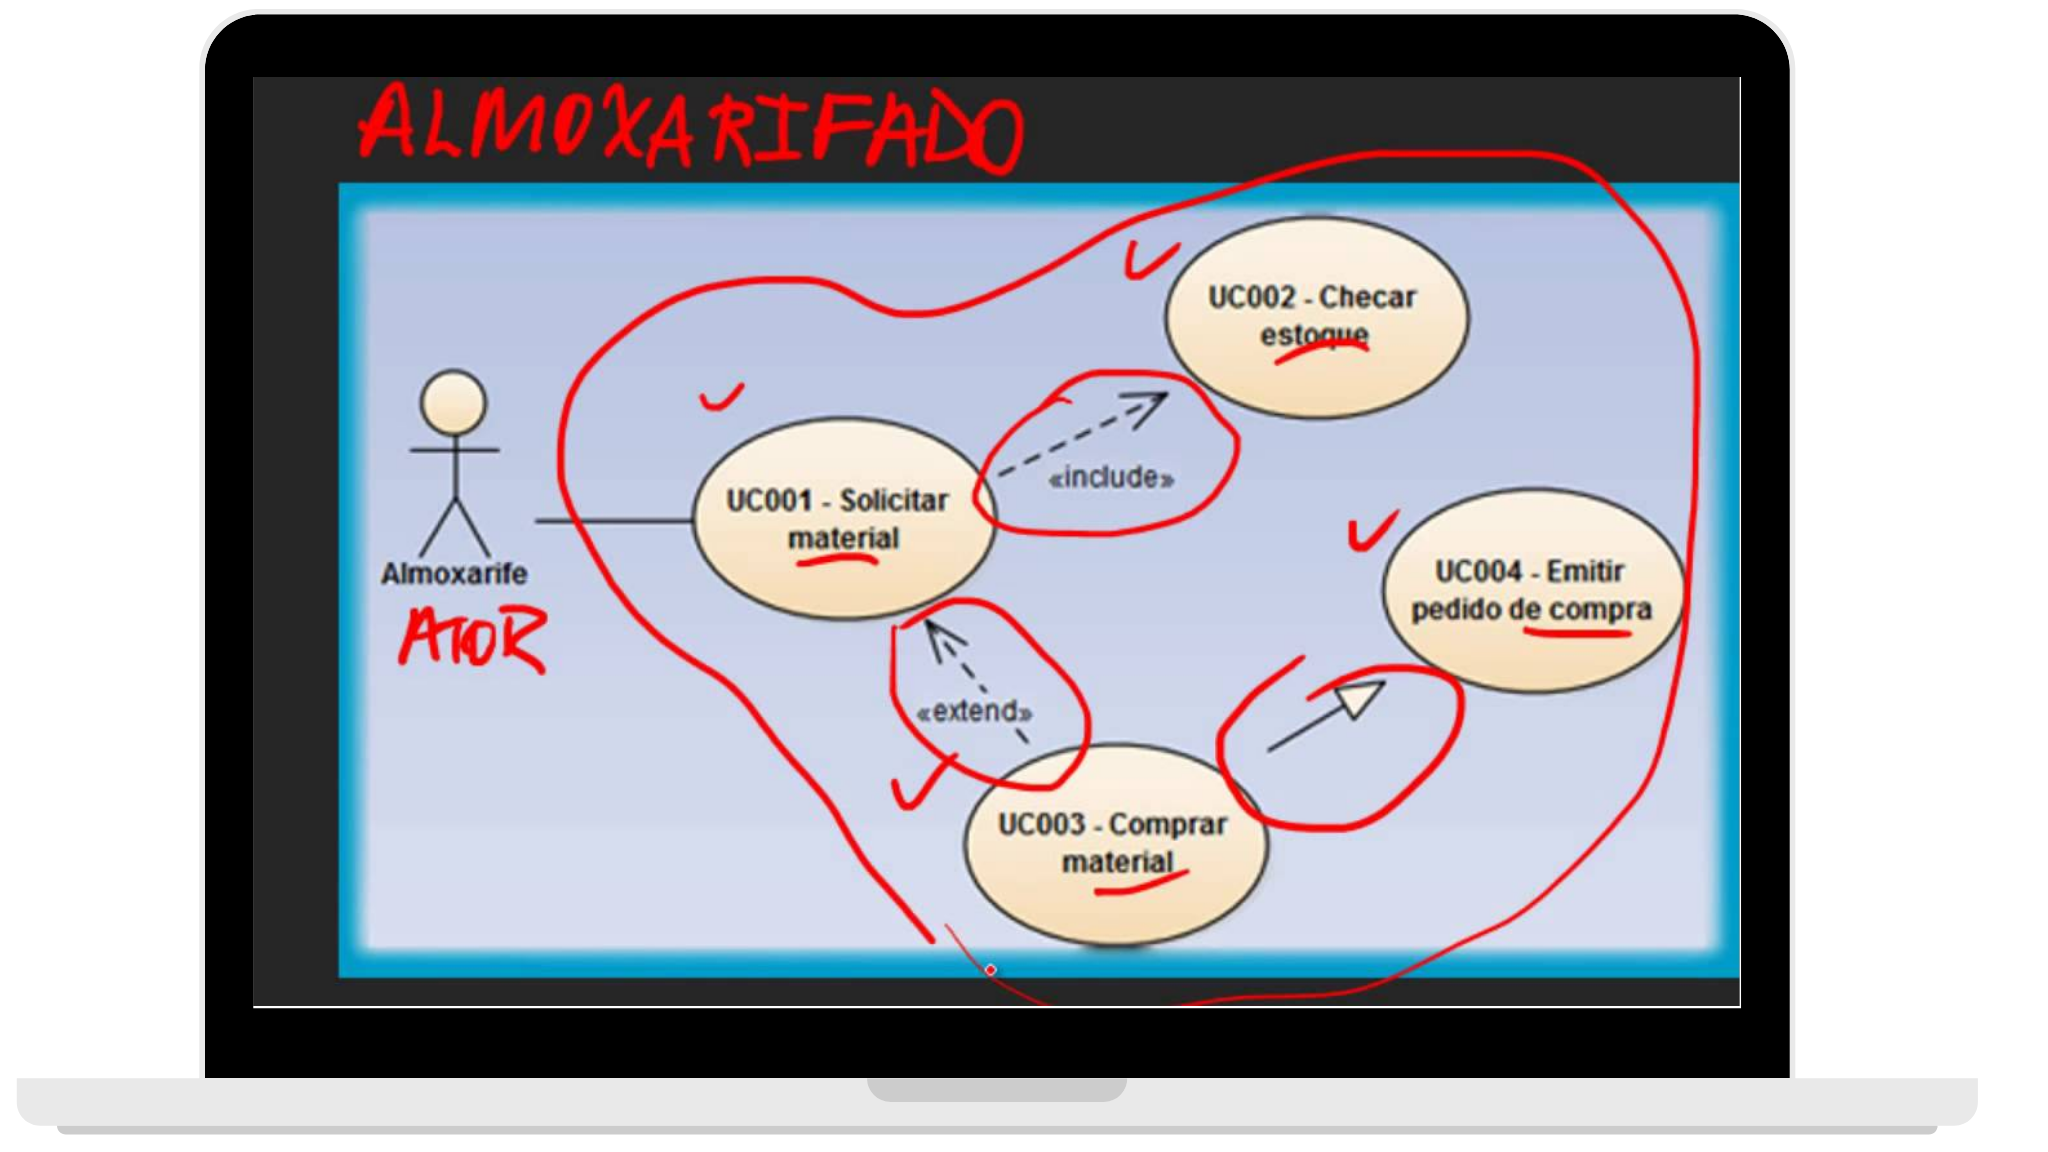 ALMOXARIFADO
UC002 - Checar
estoque
«include»
UC001 - Solicitar
material
Almoxarife
ATOR
UC004 - Emitir
pedido de compra
«extend»
UC003 - Comprar
material